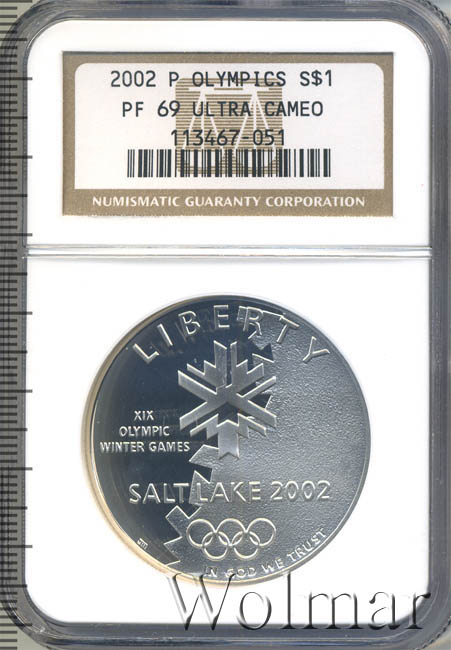 2002 P OLYMPICS S$1
PF 69 ULTRA CAMEO
113467-051
NUMISMATIC GUARANTY CORPORATION
LIBERTY
XIX
OLYMPIC
WINTER GAMES
SALT LAKE 2002
IN GOD WE TRUST
Wolmar